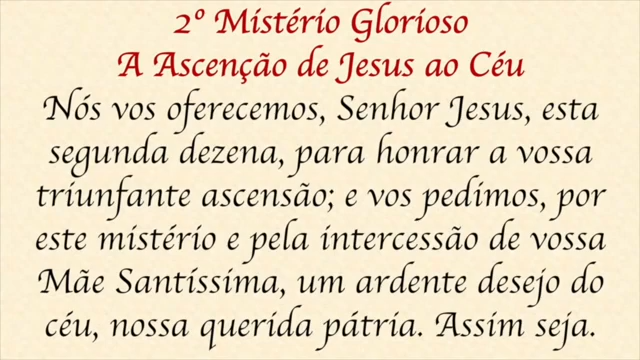 2º Mistério Glorioso
A Ascenção de Jesus ao Céu
Nós vos oferecemos, Senhor Jesus, esta
segunda dezena, para honrar a vossa
triunfante ascensão; e vos pedimos, por
este mistério e pela intercessão de vossa
Mãe Santíssima, um ardente desejo do
céu, nossa querida pátria. Assim seja.